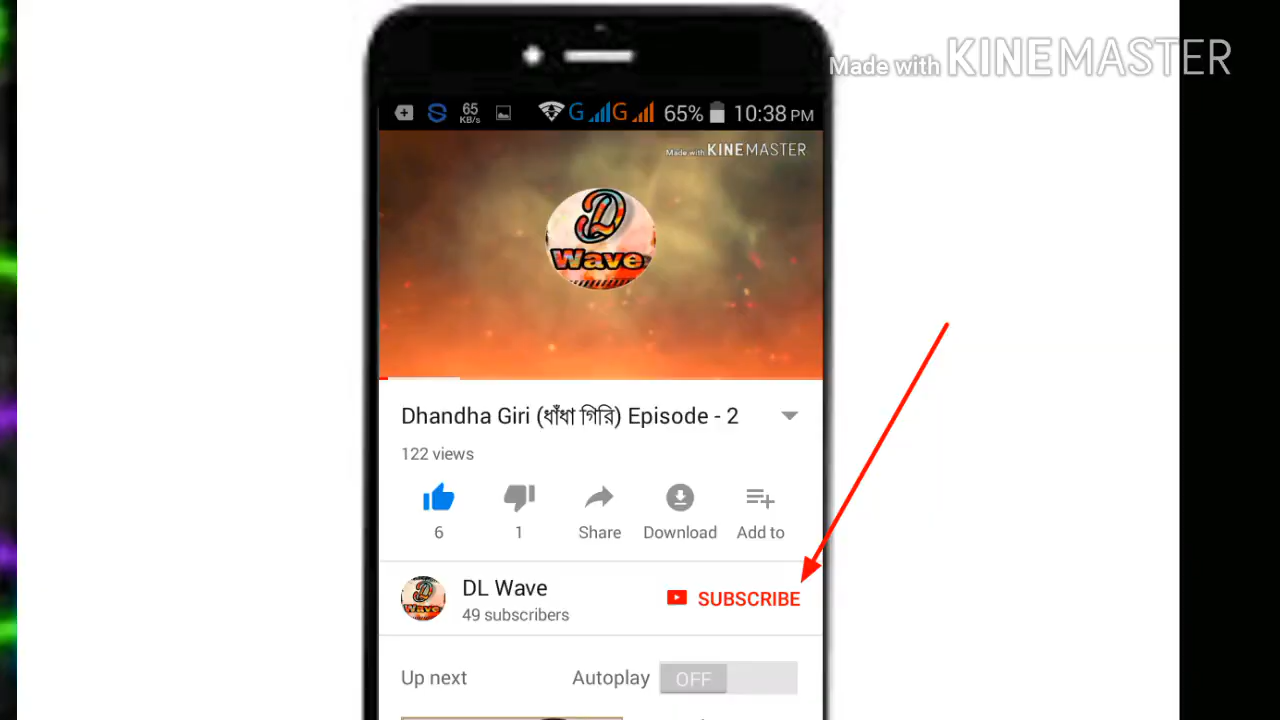 Made with KINEMASTER
65 KB/s G G 65% 10:38 PM
Made with KINEMASTER
D
Wave
Dhandha Giri (ধাঁধা গিরি) Episode - 2
122 views
6 1 Share Download Add to
D
Wave
DL Wave
49 subscribers
SUBSCRIBE
Up next Autoplay OFF